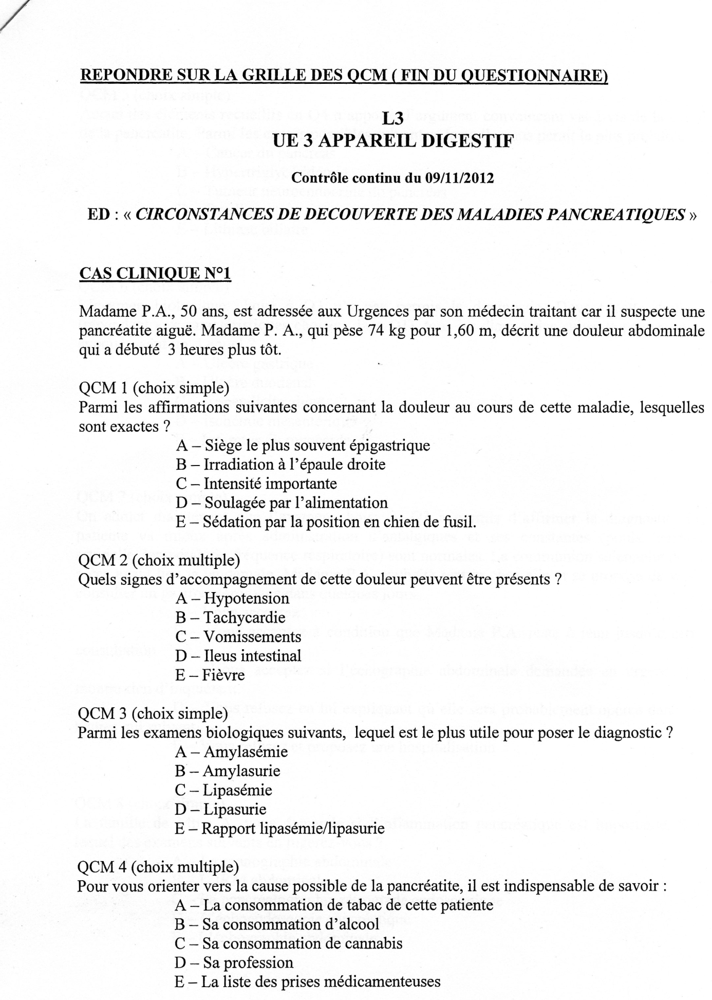 REPONDRE SUR LA GRILLE DES QCM ( FIN DU QUESTIONNAIRE)
L3
UE 3 APPAREIL DIGESTIF
Contrôle continu du 09/11/2012
ED : « CIRCONSTANCES DE DECOUVERTE DES MALADIES PANCREATIQUES »
CAS CLINIQUE N°1
Madame P.A., 50 ans, est adressée aux Urgences par son médecin traitant car il suspecte une
pancréatite aiguë. Madame P. A., qui pèse 74 kg pour 1,60 m, décrit une douleur abdominale
qui a débuté 3 heures plus tôt.
QCM 1 (choix simple)
Parmi les affirmations suivantes concernant la douleur au cours de cette maladie, lesquelles
sont exactes ?
A – Siège le plus souvent épigastrique
B – Irradiation à l’épaule droite
C – Intensité importante
D – Soulagée par l’alimentation
E – Sédation par la position en chien de fusil.
QCM 2 (choix multiple)
Quels signes d’accompagnement de cette douleur peuvent être présents ?
A – Hypotension
B – Tachycardie
C – Vomissements
D – Ileus intestinal
E – Fièvre
QCM 3 (choix simple)
Parmi les examens biologiques suivants, lequel est le plus utile pour poser le diagnostic ?
A – Amylasémie
B – Amylasurie
C – Lipasémie
D – Lipasurie
E – Rapport lipasémie/lipasurie
QCM 4 (choix multiple)
Pour vous orienter vers la cause possible de la pancréatite, il est indispensable de savoir :
A – La consommation de tabac de cette patiente
B – Sa consommation d’alcool
C – Sa consommation de cannabis
D – Sa profession
E – La liste des prises médicamenteuses